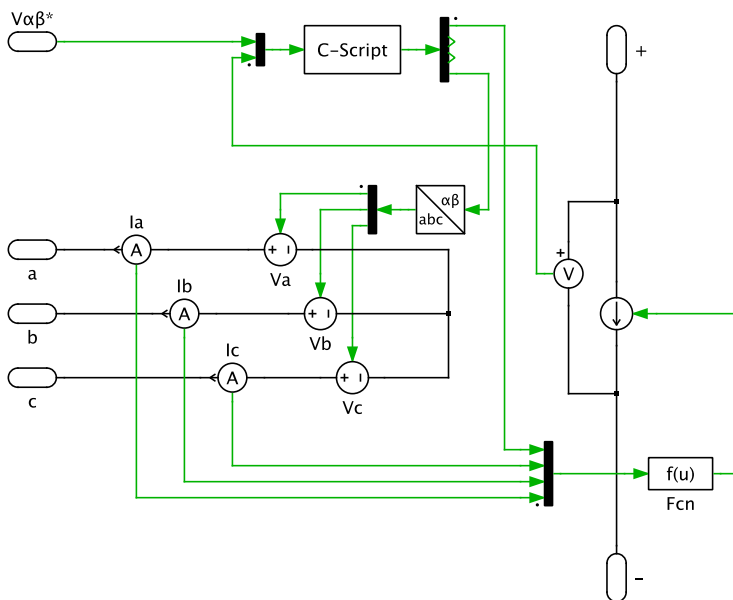 Vαβ*
C-Script
+
αβ
abc
Ia
A
+ -
a
Va
+
V
Ib
A
+ -
b
Vb
Ic
A
+ -
c
Vc
f(u)
Fcn
–